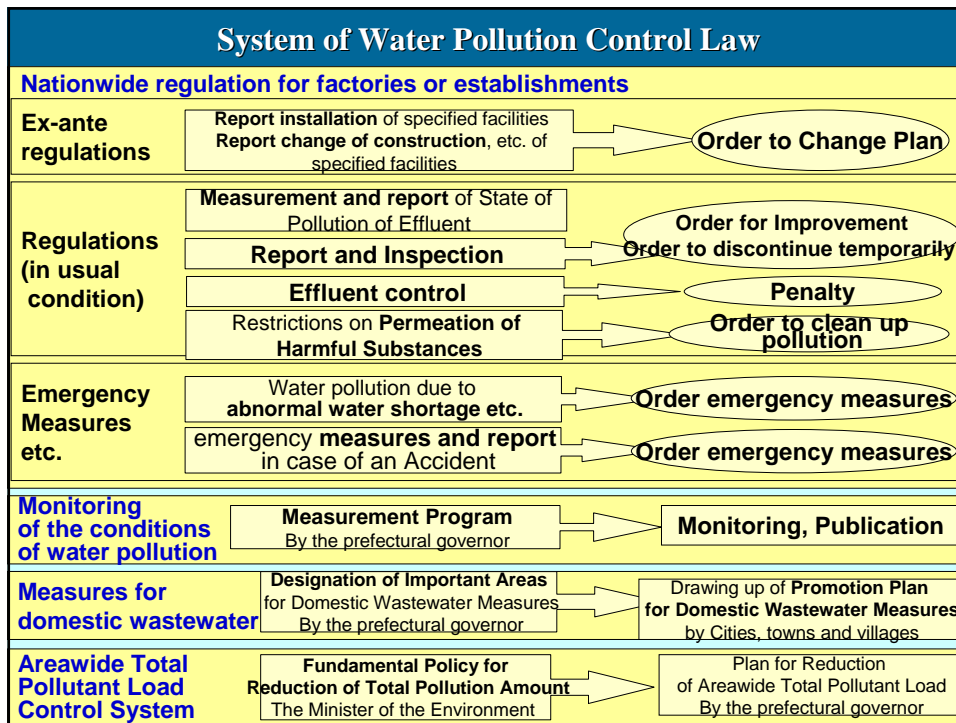 System of Water Pollution Control Law
Nationwide regulation for factories or establishments
Ex-ante
regulations
Report installation of specified facilities
Report change of construction, etc. of
specified facilities
Order to Change Plan
Regulations
(in usual
condition)
Measurement and report of State of
Pollution of Effluent
Report and Inspection
Order for Improvement
Order to discontinue temporarily
Effluent control
Penalty
Restrictions on Permeation of
Harmful Substances
Order to clean up
pollution
Emergency
Measures
etc.
Water pollution due to
abnormal water shortage etc.
Order emergency measures
emergency measures and report
in case of an Accident
Order emergency measures
Monitoring
of the conditions
of water pollution
Measurement Program
By the prefectural governor
Monitoring, Publication
Measures for
domestic wastewater
Designation of Important Areas
for Domestic Wastewater Measures
By the prefectural governor
Drawing up of Promotion Plan
for Domestic Wastewater Measures
by Cities, towns and villages
Areawide Total
Pollutant Load
Control System
Fundamental Policy for
Reduction of Total Pollution Amount
The Minister of the Environment
Plan for Reduction
of Areawide Total Pollutant Load
By the prefectural governor